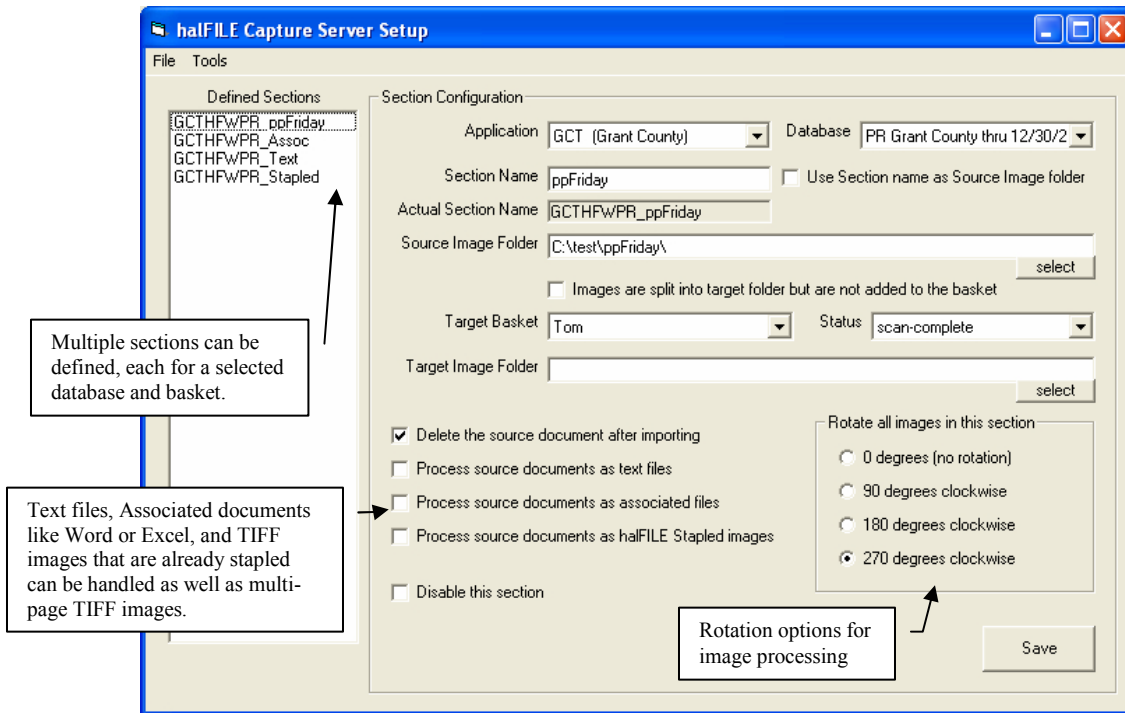 halFILE Capture Server Setup
File Tools
Defined Sections
GCTHFWPR_ppFriday
GCTHFWPR_Assoc
GCTHFWPR_Text
GCTHFWPR_Stapled
Section Configuration
Application GCT (Grant County) Database PR Grant County thru 12/30/2
Section Name ppFriday Use Section name as Source Image folder
Actual Section Name GCTHFWPR_ppFriday
Source Image Folder C:\test\ppFriday\
select
Images are split into target folder but are not added to the basket
Target Basket Tom Status scan-complete
Target Image Folder
select
Delete the source document after importing
Process source documents as text files
Process source documents as associated files
Process source documents as halFILE Stapled images
Disable this section
Rotate all images in this section
0 degrees (no rotation)
90 degrees clockwise
180 degrees clockwise
270 degrees clockwise
Save
Multiple sections can be
defined, each for a selected
database and basket.
Text files, Associated documents
like Word or Excel, and TIFF
images that are already stapled
can be handled as well as multi-
page TIFF images.
Rotation options for
image processing